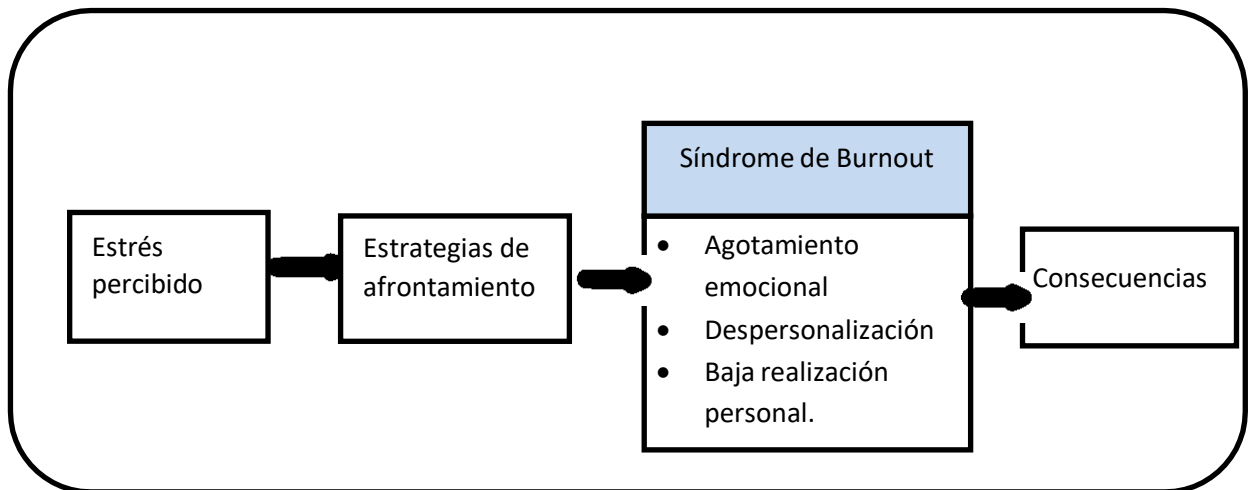 Síndrome de Burnout
Estrés
percibido
Estrategias de
afrontamiento
• Agotamiento
emocional
• Despersonalización
• Baja realización
personal.
Consecuencias